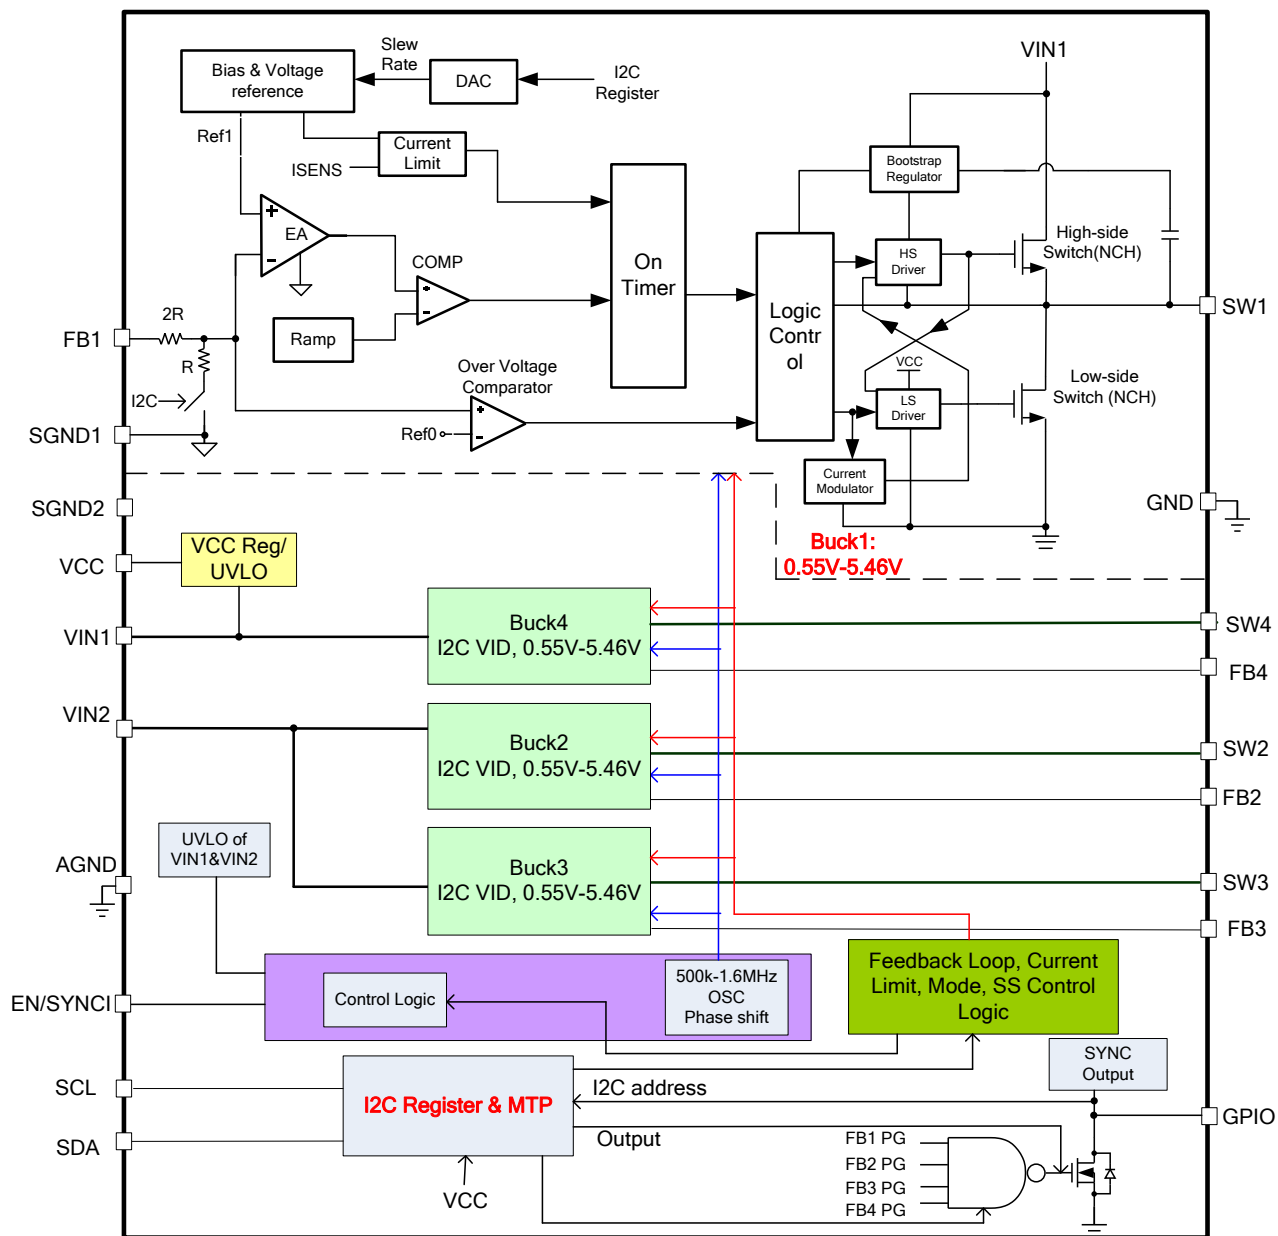 Slew
Rate
Bias & Voltage
reference
DAC
I2C
Register
VIN1
Ref1
Current
Limit
ISENS
Bootstrap
Regulator
+
EA
−
On
Timer
High-side
Switch(NCH)
HS
Driver
COMP
+
−
SW1
2R
FB1
R
Ramp
Logic
Contr
ol
VCC
Over Voltage
Comparator
Low-side
Switch (NCH)
I2C
LS
Driver
+
−
Ref0
SGND1
Current
Modulator
SGND2
GND
VCC
VCC Reg/
UVLO
Buck1:
0.55V-5.46V
VIN1
Buck4
I2C VID, 0.55V-5.46V
SW4
FB4
VIN2
Buck2
I2C VID, 0.55V-5.46V
SW2
FB2
UVLO of
VIN1&VIN2
AGND
Buck3
I2C VID, 0.55V-5.46V
SW3
FB3
Feedback Loop, Current
Limit, Mode, SS Control
Logic
EN/SYNCI
Control Logic
500k-1.6MHz
OSC
Phase shift
SYNC
Output
SCL
I2C address
I2C Register & MTP
GPIO
SDA
Output
FB1 PG
FB2 PG
FB3 PG
FB4 PG
VCC